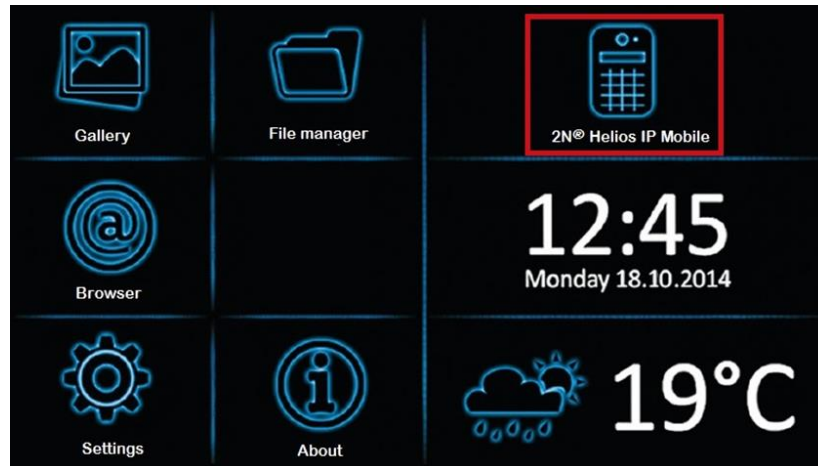 Gallery
File manager
2N® Helios IP Mobile
Browser
12:45
Monday 18.10.2014
Settings
About
19°C